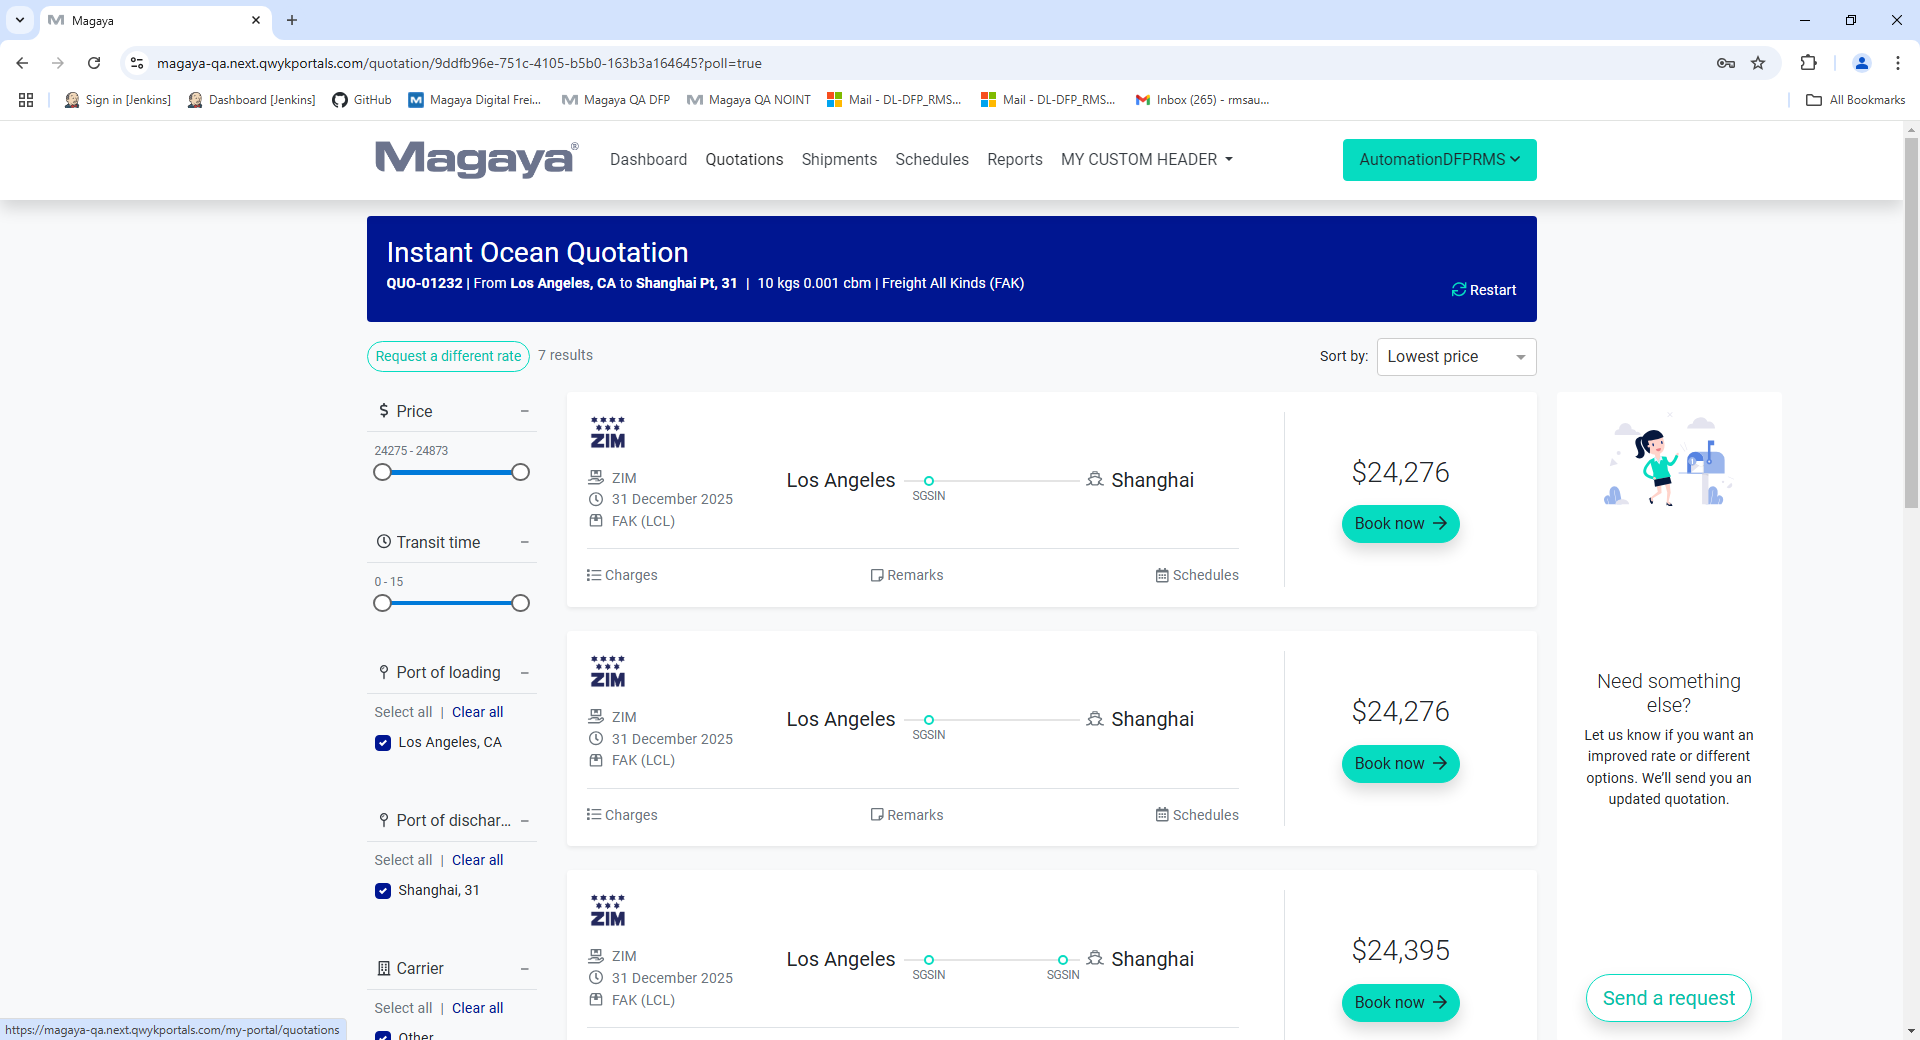 Magaya
magaya-qa.next.qwykportals.com/quotation/9ddfb96e-751c-4105-b5b0-163b3a164645?poll=true
Sign in [Jenkins]
Dashboard [Jenkins]
GitHub
Magaya Digital Frei...
Magaya QA DFP
Magaya QA NOINT
Mail - DL-DFP_RMS...
Mail - DL-DFP_RMS...
Inbox (265) - rmsau...
All Bookmarks
Magaya®
Dashboard
Quotations
Shipments
Schedules
Reports
MY CUSTOM HEADER
AutomationDFPRMS
Instant Ocean Quotation
QUO-01232 | From Los Angeles, CA to Shanghai Pt, 31 | 10 kgs 0.001 cbm | Freight All Kinds (FAK)
Restart
Request a different rate
7 results
Sort by:
Lowest price
Price
24275 - 24873
Transit time
0 - 15
Port of loading
Select all | Clear all
Los Angeles, CA
Port of dischar...
Select all | Clear all
Shanghai, 31
Carrier
Select all | Clear all
Other
ZIM
ZIM
31 December 2025
FAK (LCL)
Los Angeles
SGSIN
Shanghai
$24,276
Book now
Charges
Remarks
Schedules
ZIM
ZIM
31 December 2025
FAK (LCL)
Los Angeles
SGSIN
Shanghai
$24,276
Book now
Charges
Remarks
Schedules
ZIM
ZIM
31 December 2025
FAK (LCL)
Los Angeles
SGSIN
SGSIN
Shanghai
$24,395
Book now
Need something
else?
Let us know if you want an
improved rate or different
options. We'll send you an
updated quotation.
Send a request
https://magaya-qa.next.qwykportals.com/my-portal/quotations